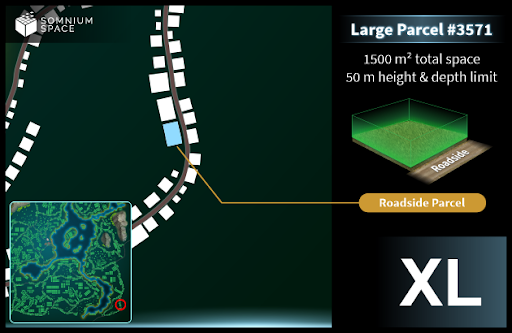 SOMNIUM
SPACE
Large Parcel #3571
1500 m² total space
50 m height & depth limit
Roadside
Roadside Parcel
XL